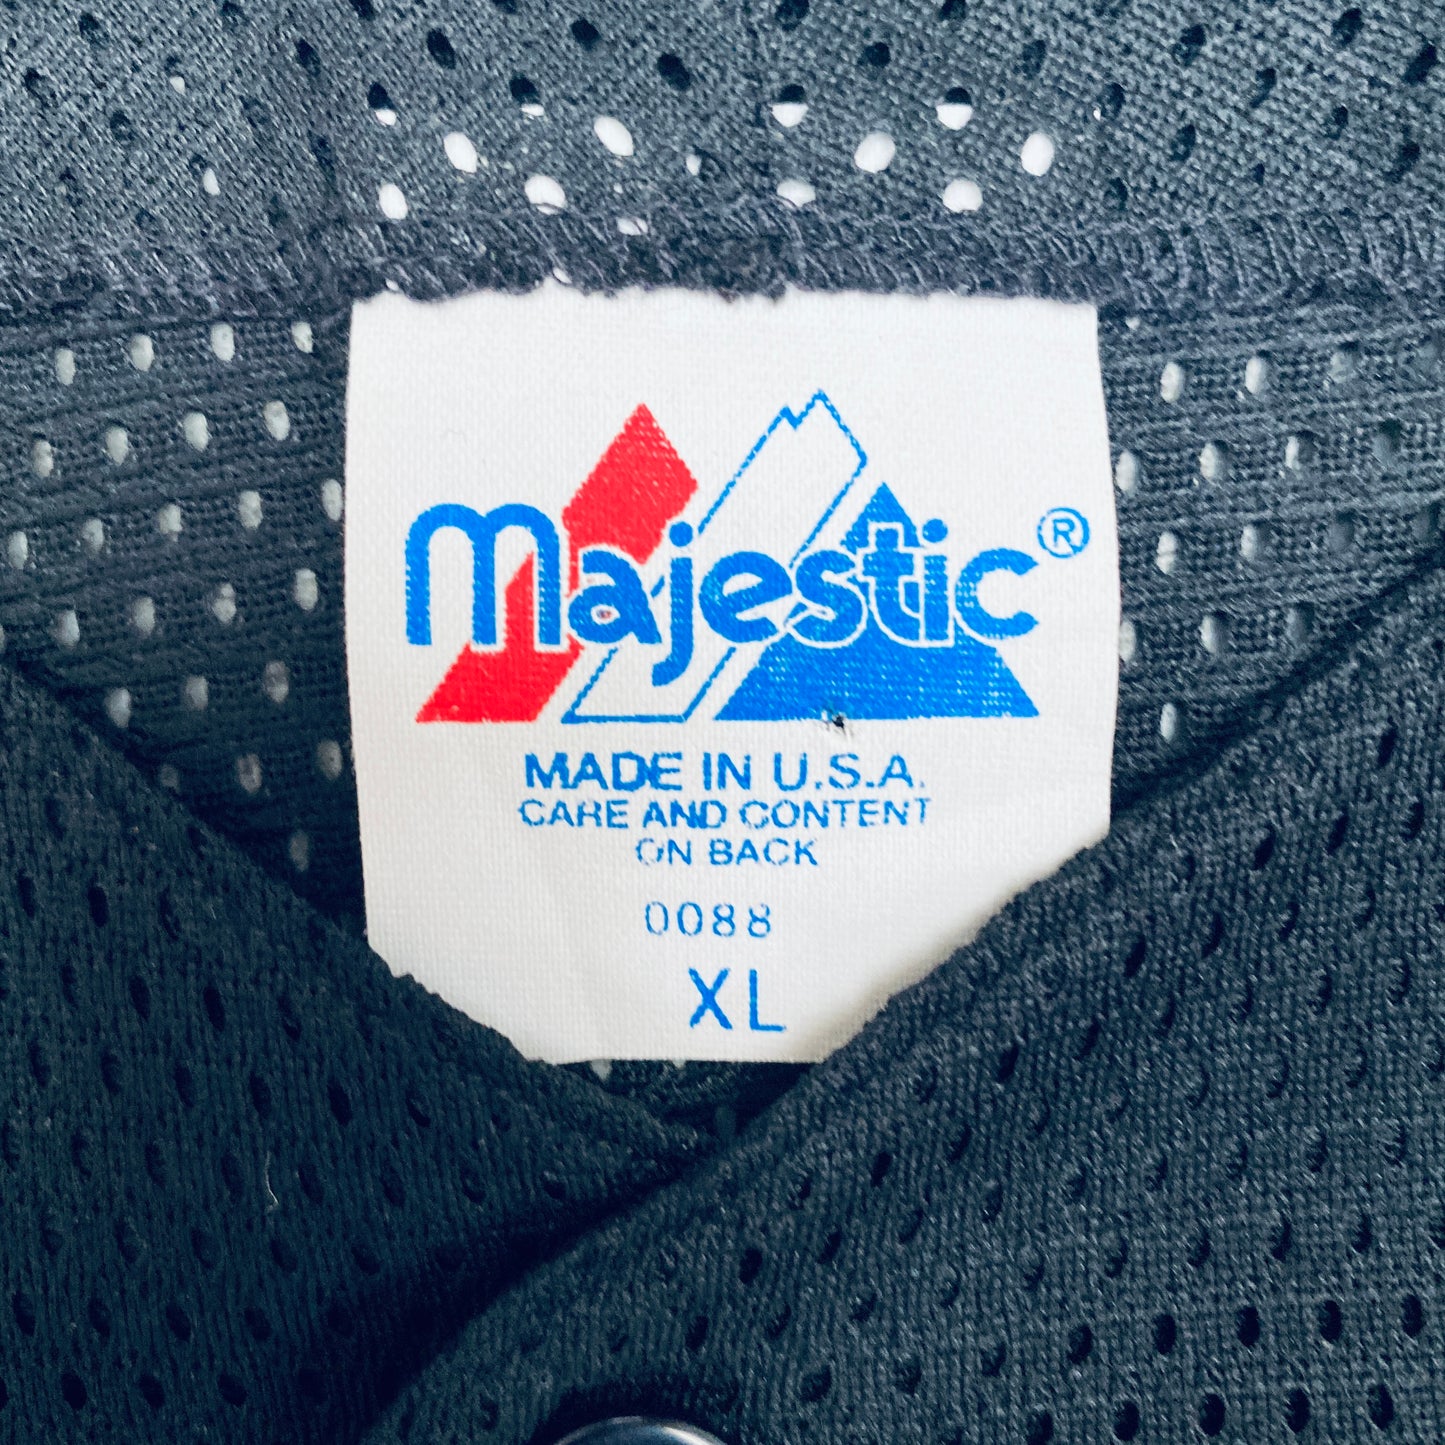 Majestic®
MADE IN U.S.A.
CARE AND CONTENT
ON BACK
0088
XL